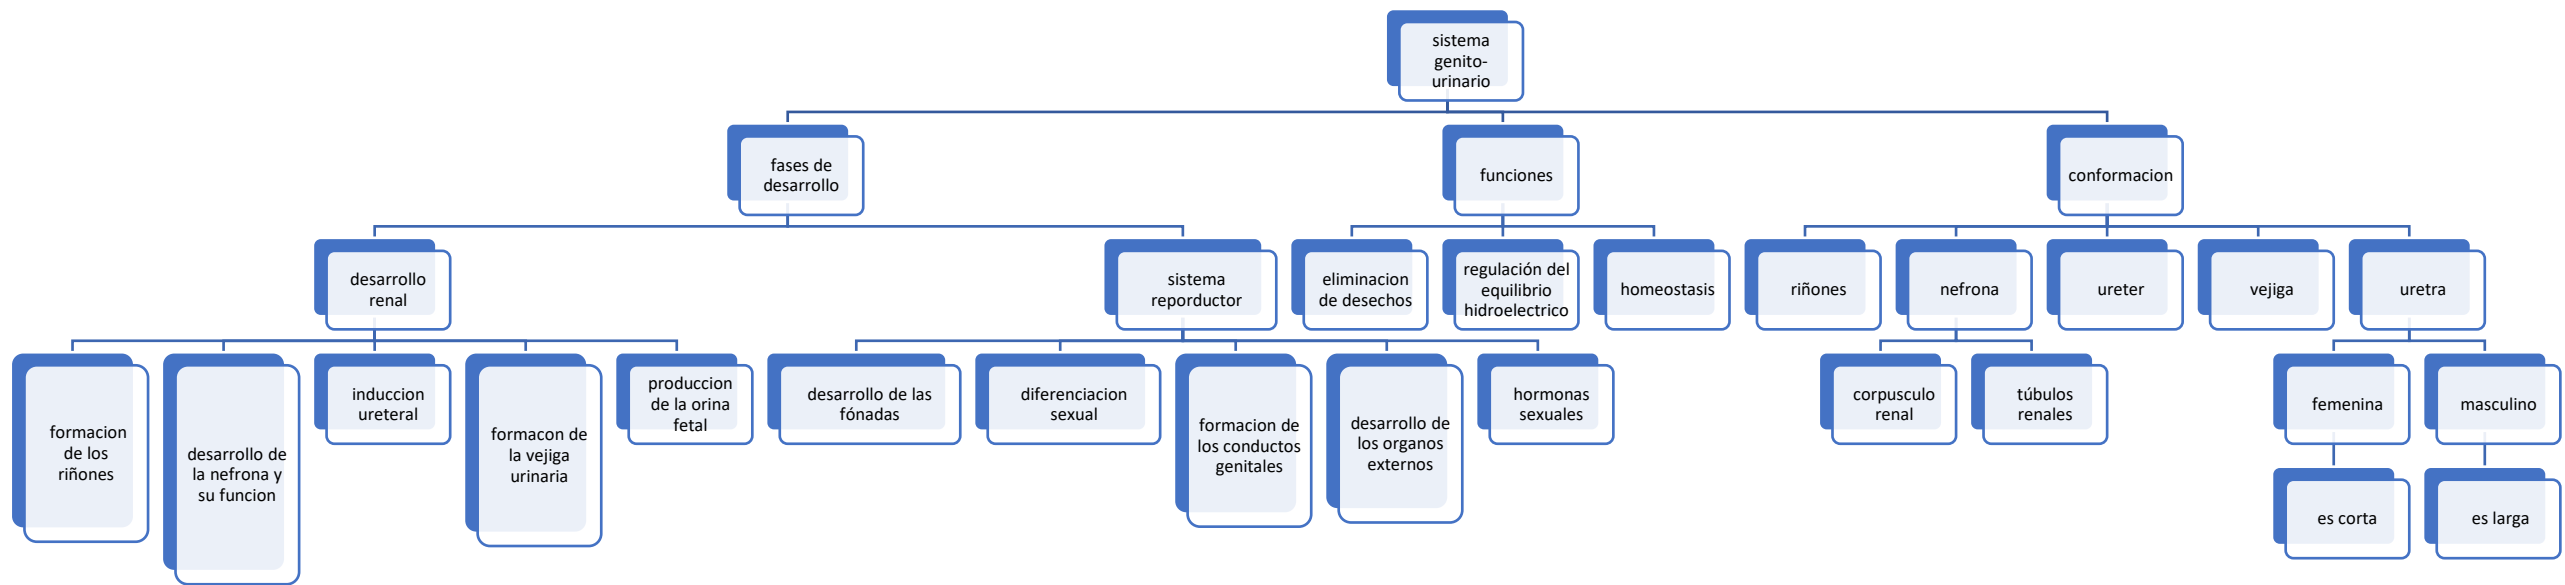 sistema
genito-
urinario
fases de
desarrollo
funciones
conformacion
desarrollo
renal
sistema
reporductor
eliminacion
de desechos
regulación del
equilibrio
hidroelectrico
homeostasis
riñones
nefrona
ureter
vejiga
uretra
formacion
de los
riñones
desarrollo de
la nefrona y
su funcion
induccion
ureteral
formacon de
la vejiga
urinaria
produccion
de la orina
fetal
desarrollo de las
fónadas
diferenciacion
sexual
formacion de
los conductos
genitales
desarrollo de
los organos
externos
hormonas
sexuales
corpusculo
renal
túbulos
renales
femenina
masculino
es corta
es larga